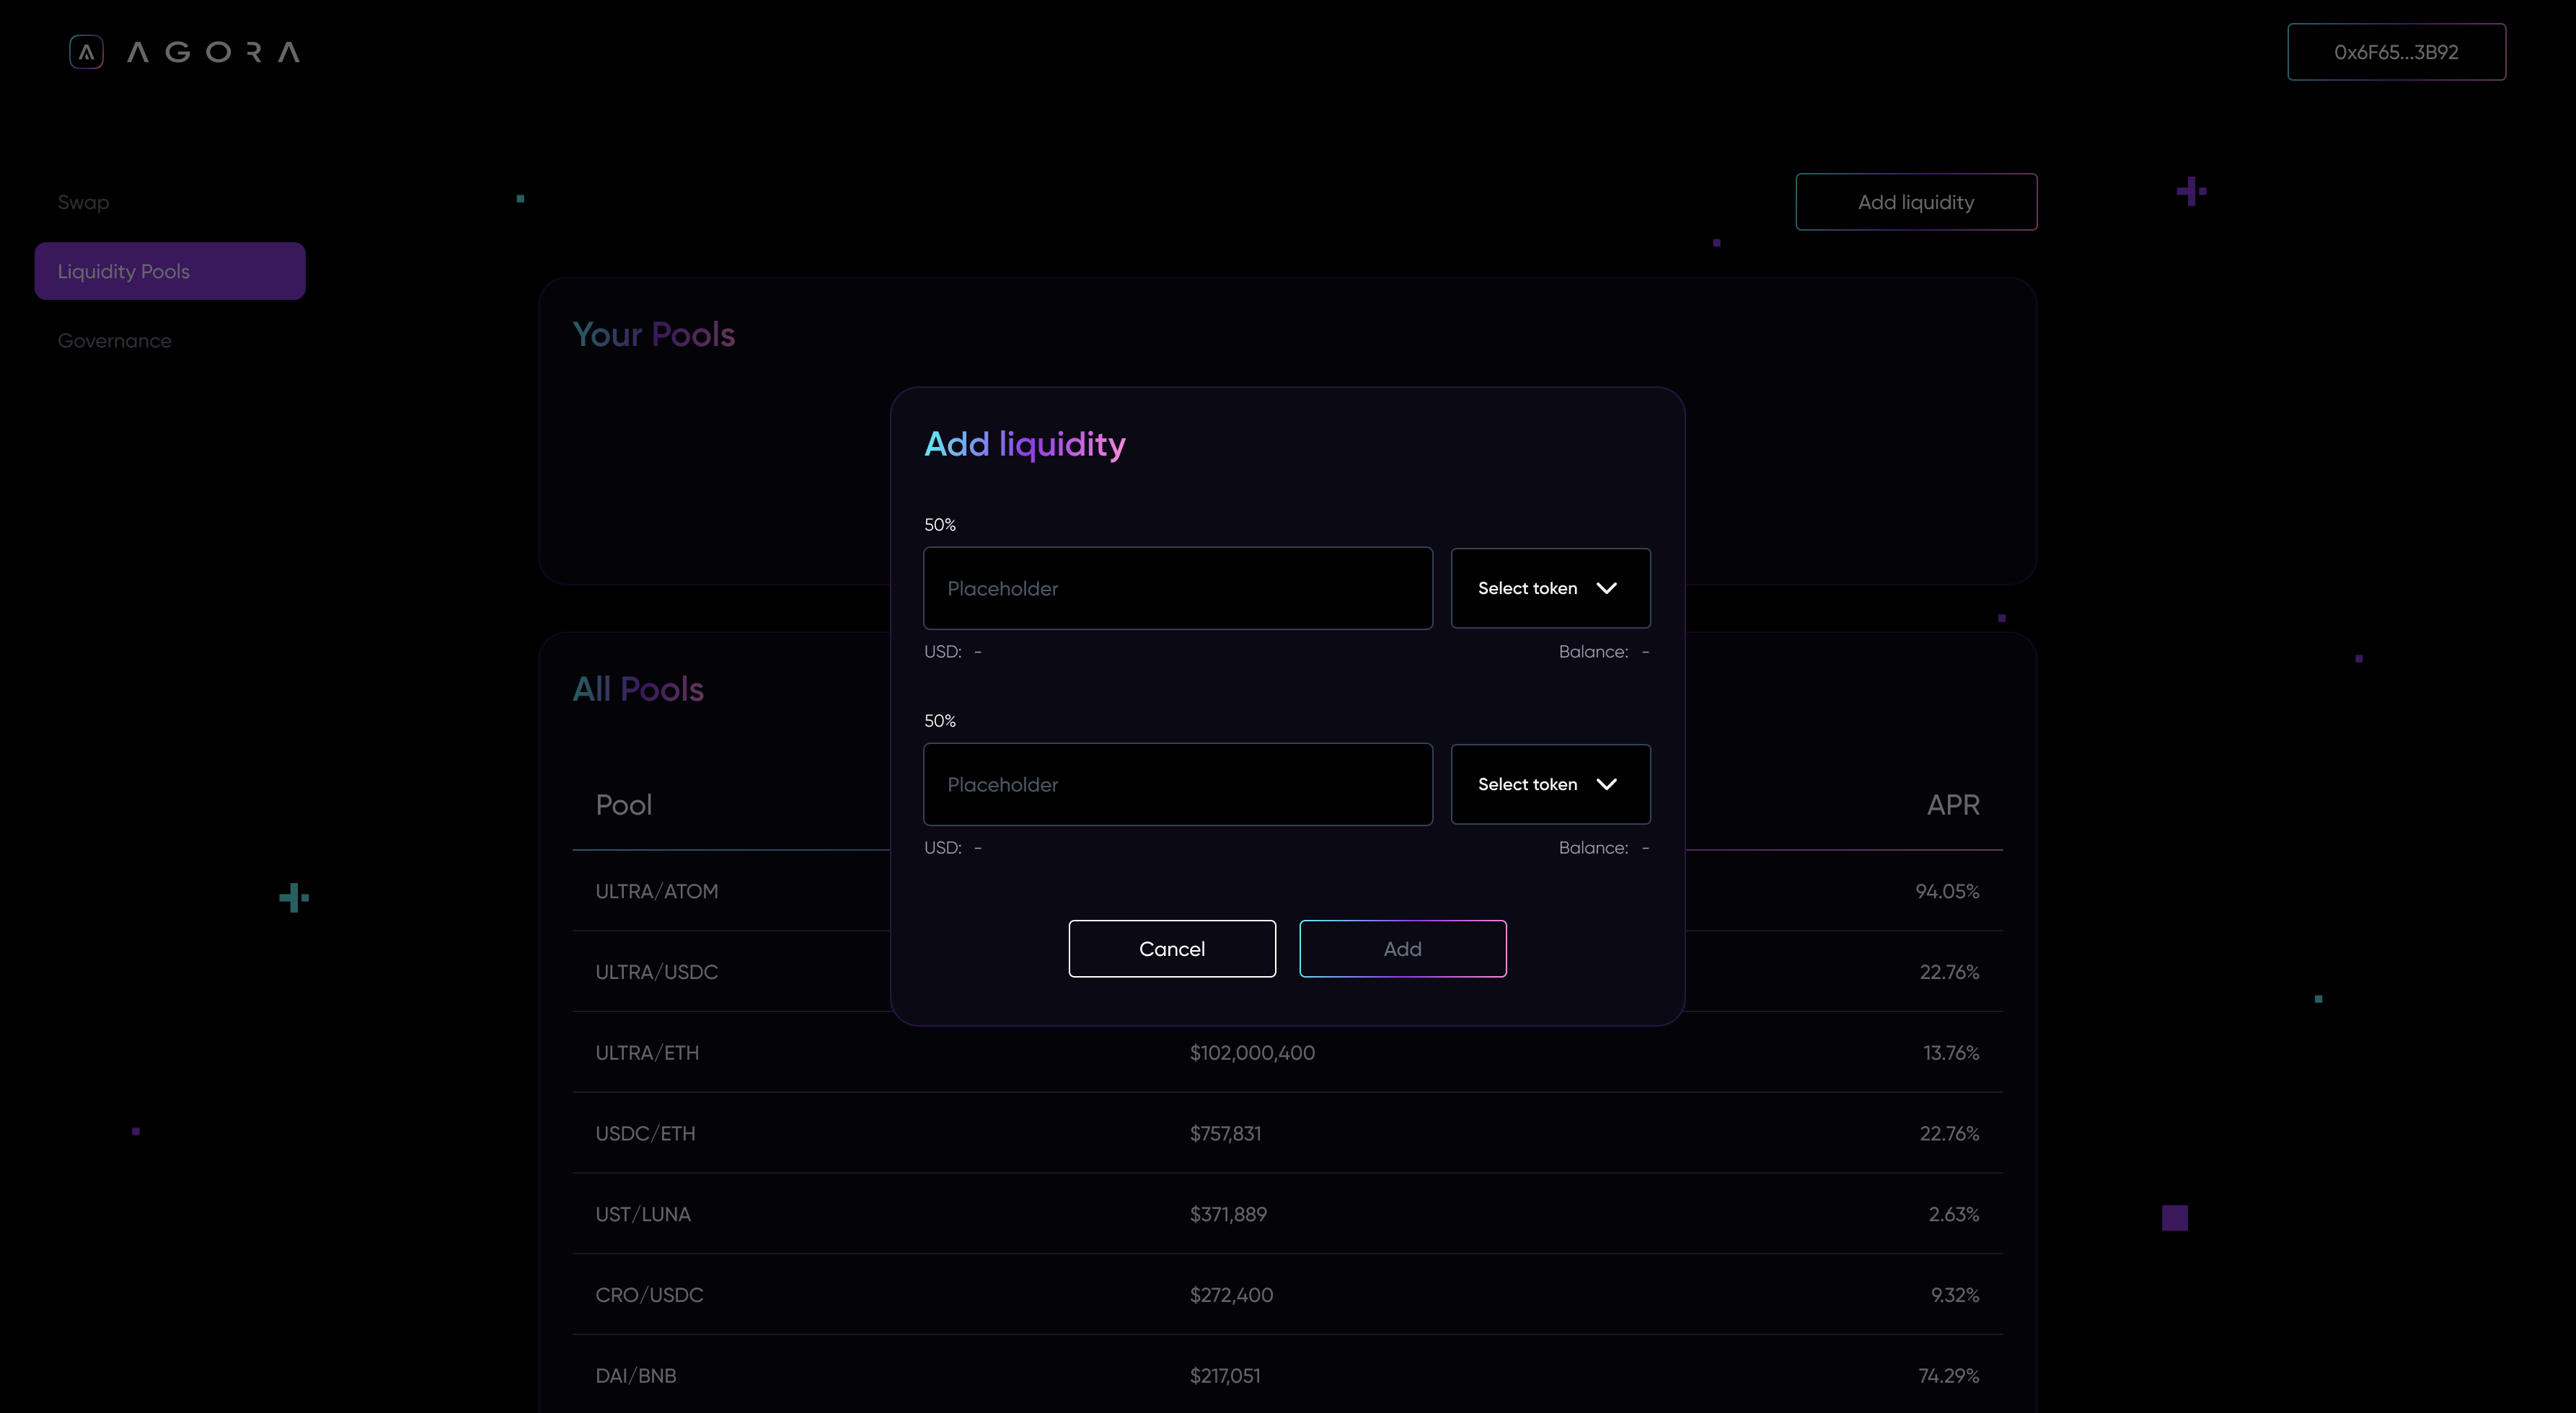 AGORA
0x6F65...3B92
Swap
Liquidity Pools
Governance
Add liquidity
Your Pools
Add liquidity
50%
Placeholder
Select token
USD: -
Balance: -
50%
Placeholder
Select token
USD: -
Balance: -
Cancel
Add
All Pools
Pool
APR
ULTRA/ATOM
94.05%
ULTRA/USDC
22.76%
ULTRA/ETH
$102,000,400
13.76%
USDC/ETH
$757,831
22.76%
UST/LUNA
$371,889
2.63%
CRO/USDC
$272,400
9.32%
DAI/BNB
$217,051
74.29%